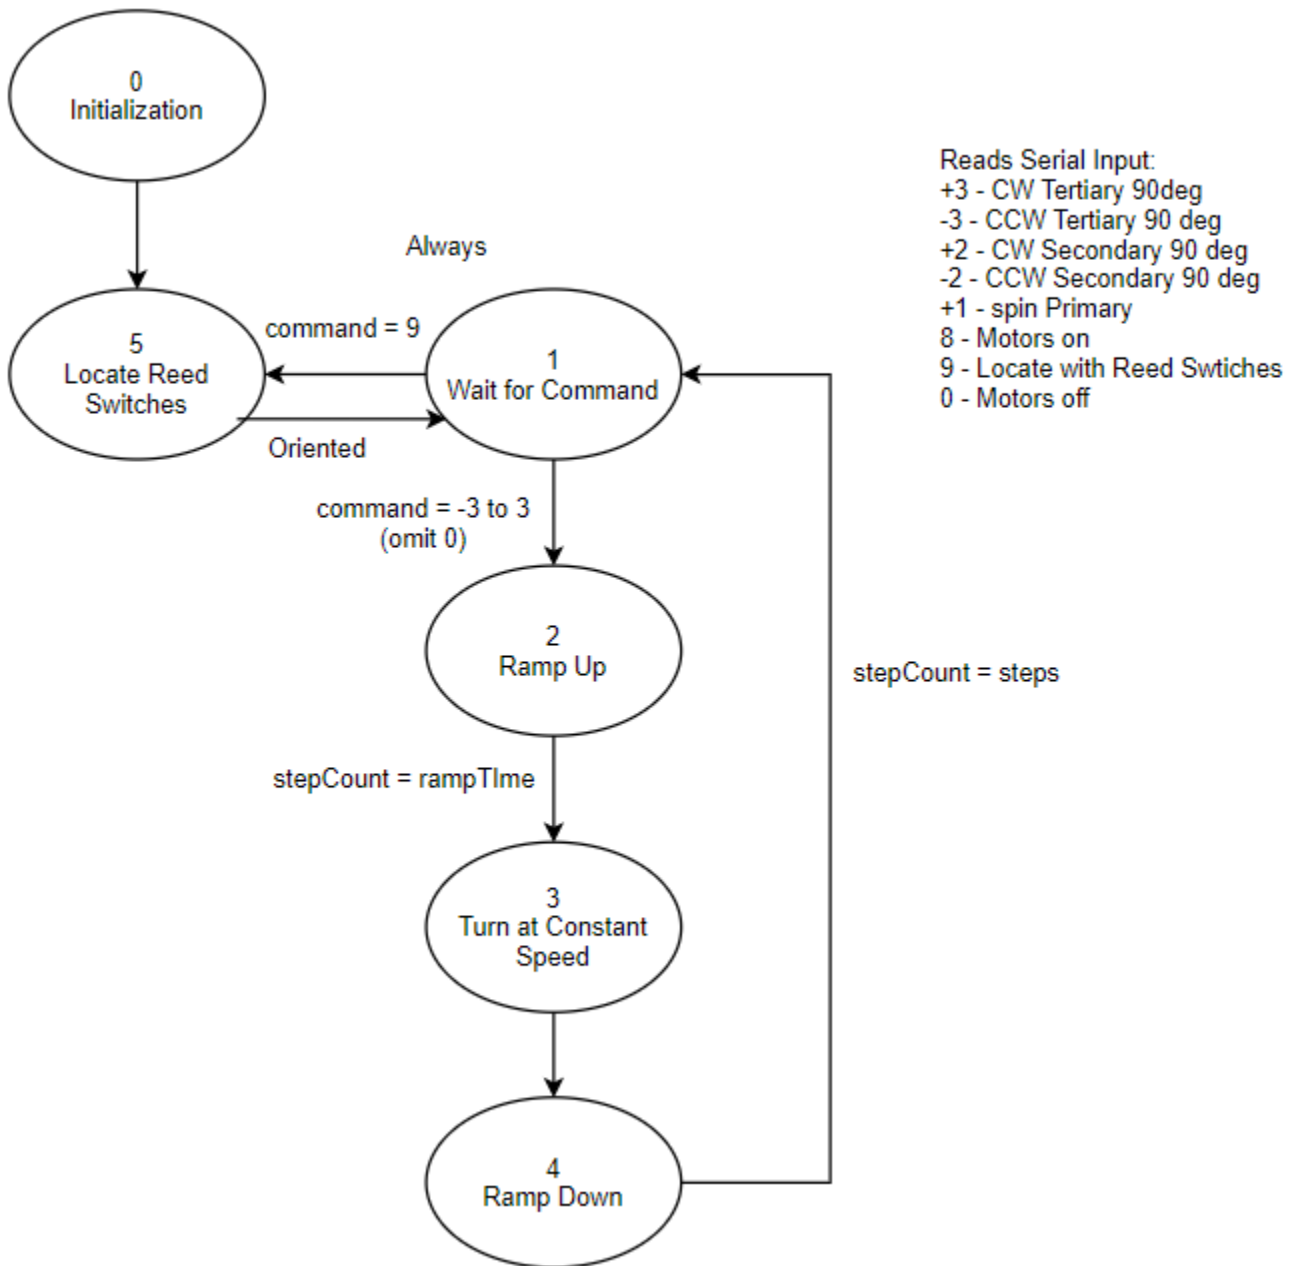 0
Initialization
Reads Serial Input:
+3 - CW Tertiary 90deg
-3 - CCW Tertiary 90 deg
+2 - CW Secondary 90 deg
-2 - CCW Secondary 90 deg
+1 - spin Primary
8 - Motors on
9 - Locate with Reed Swtiches
0 - Motors off
Always
5
Locate Reed
Switches
command = 9
1
Wait for Command
Oriented
command = -3 to 3
(omit 0)
2
Ramp Up
stepCount = steps
stepCount = rampTIme
3
Turn at Constant
Speed
4
Ramp Down